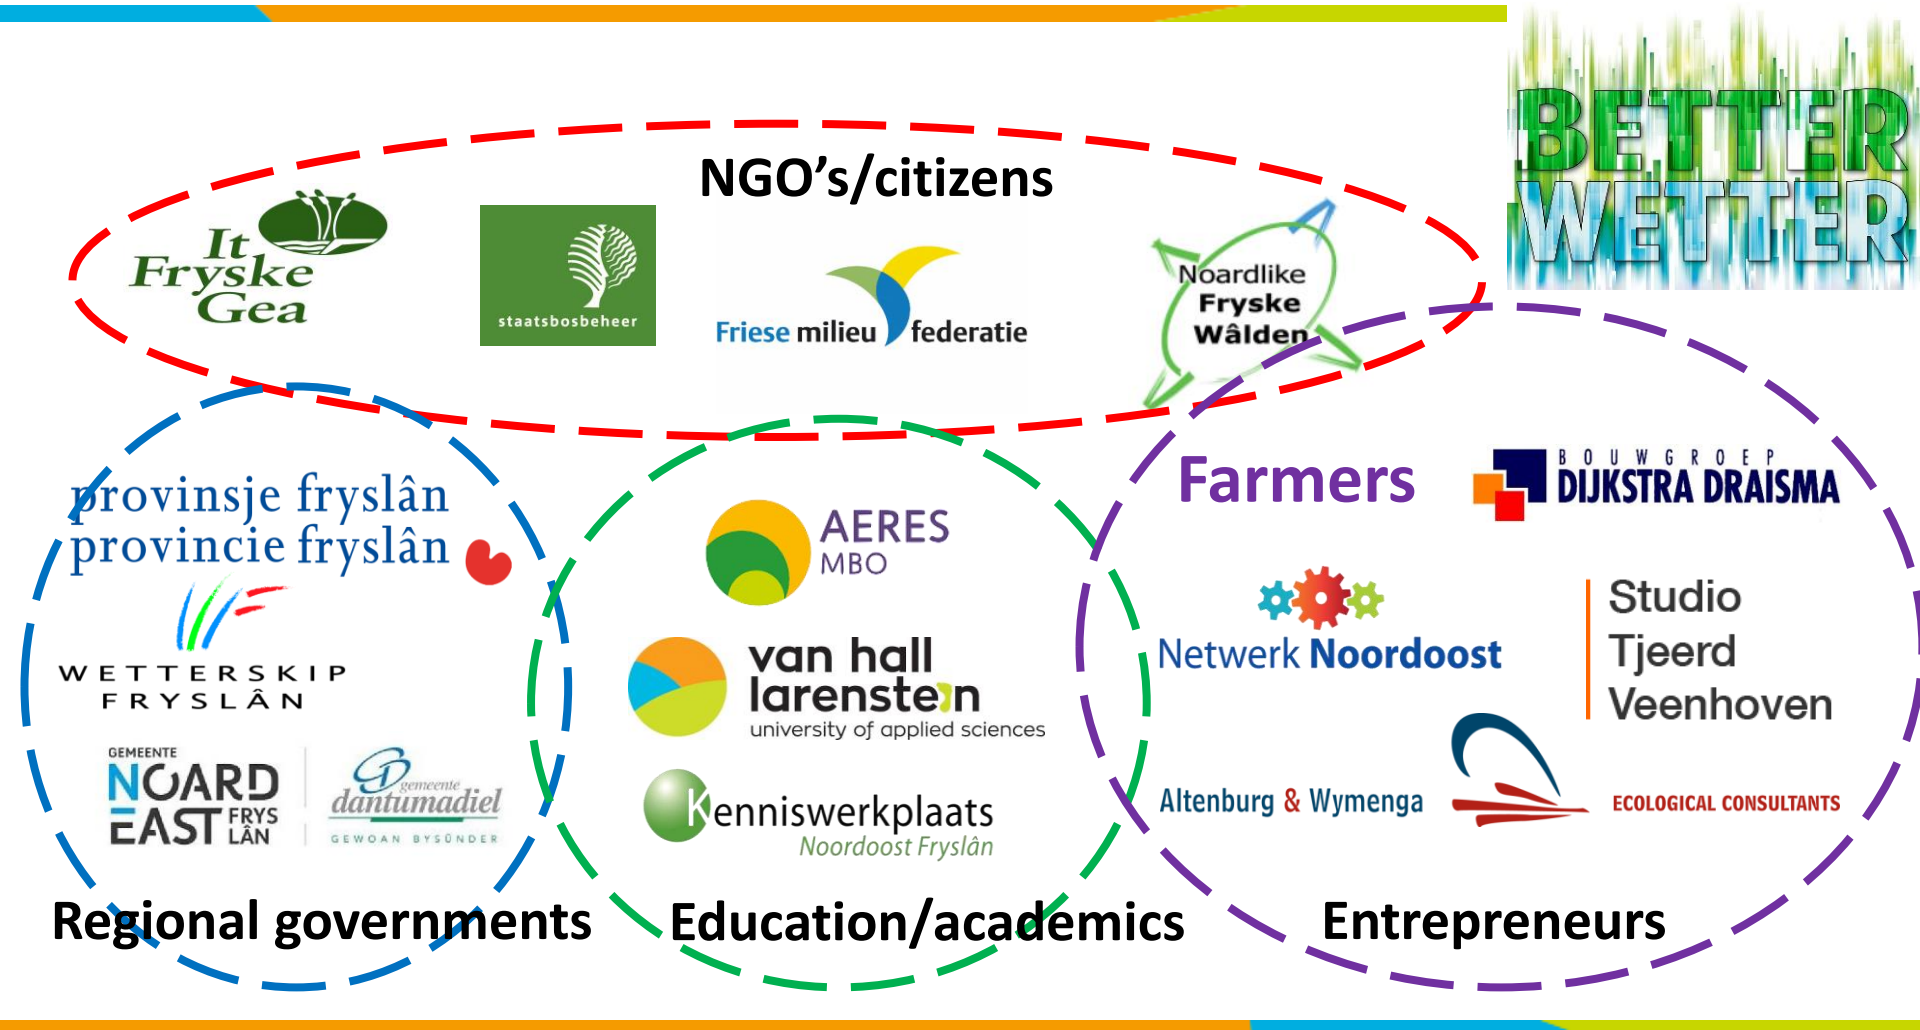 BETTER
WETTER
NGO's/citizens
It
Fryske
Gea
staatsbosbeheer
Friese milieu federatie
Noardlike
Fryske
Wâlden
provinsje fryslân
provincie fryslân
WETTERSKIP
FRYSLÂN
GEMEENTE
NOARD
EAST FRYS
LÂN
gemeente
dantumadiel
GEWOAN BYSÛNDER
Regional governments
AERES
MBO
van hall
larenstein
university of applied sciences
Kenniswerkplaats
Noordoost Fryslân
Education/academics
Farmers
BOUWGROEP
DIJKSTRA DRAISMA
Netwerk Noordoost
Studio
Tjeerd
Veenhoven
Altenburg & Wymenga
ECOLOGICAL CONSULTANTS
Entrepreneurs